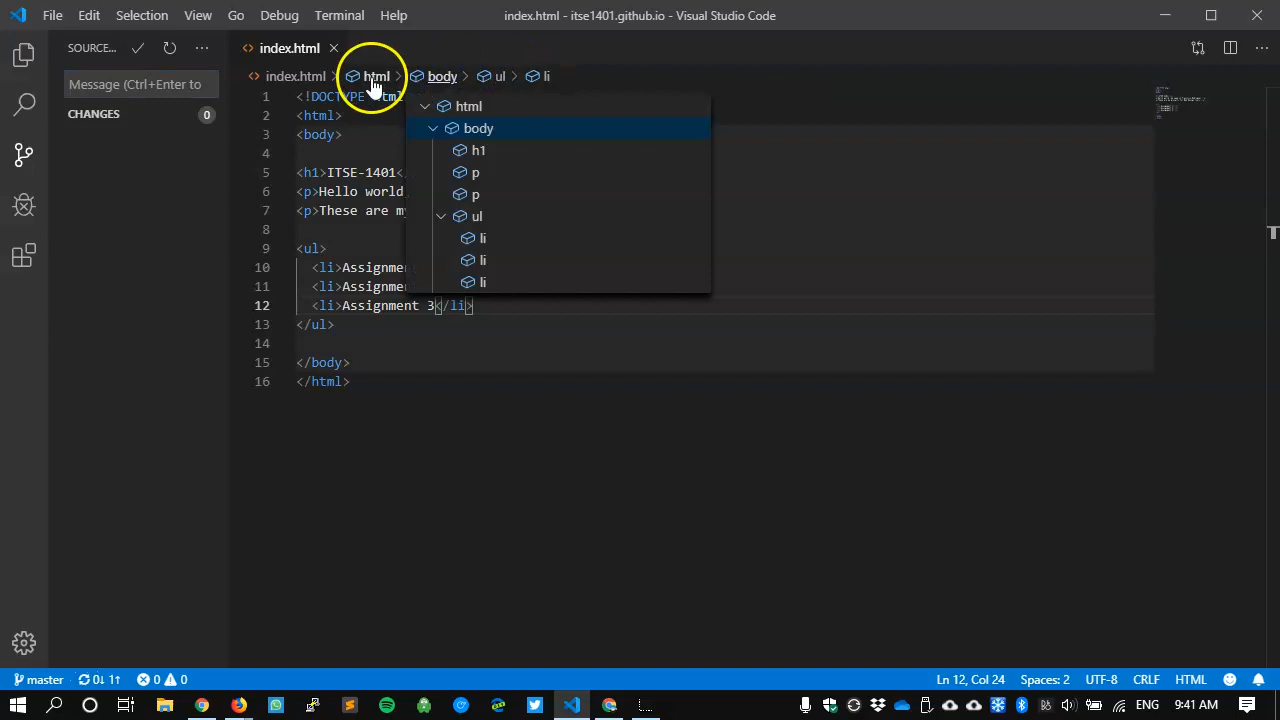 File Edit Selection View Go Debug Terminal Help
index.html - itse1401.github.io - Visual Studio Code
SOURCE...
index.html
Message (Ctrl+Enter to
CHANGES 0
index.html > html > body > ul > li
1 <!DOCTYPE html
2 <html>
3 <body>
4
5 <h1>ITSE-1401<
6 <p>Hello world
7 <p>These are my
8
9 <ul>
10 <li>Assignmen
11 <li>Assignmen
12 <li>Assignment 3</li>
13 </ul>
14
15 </body>
16 </html>
html
body
h1
p
p
ul
li
li
li
master 0↓ 1↑ 0 0
Ln 12, Col 24 Spaces: 2 UTF-8 CRLF HTML
ENG 9:41 AM